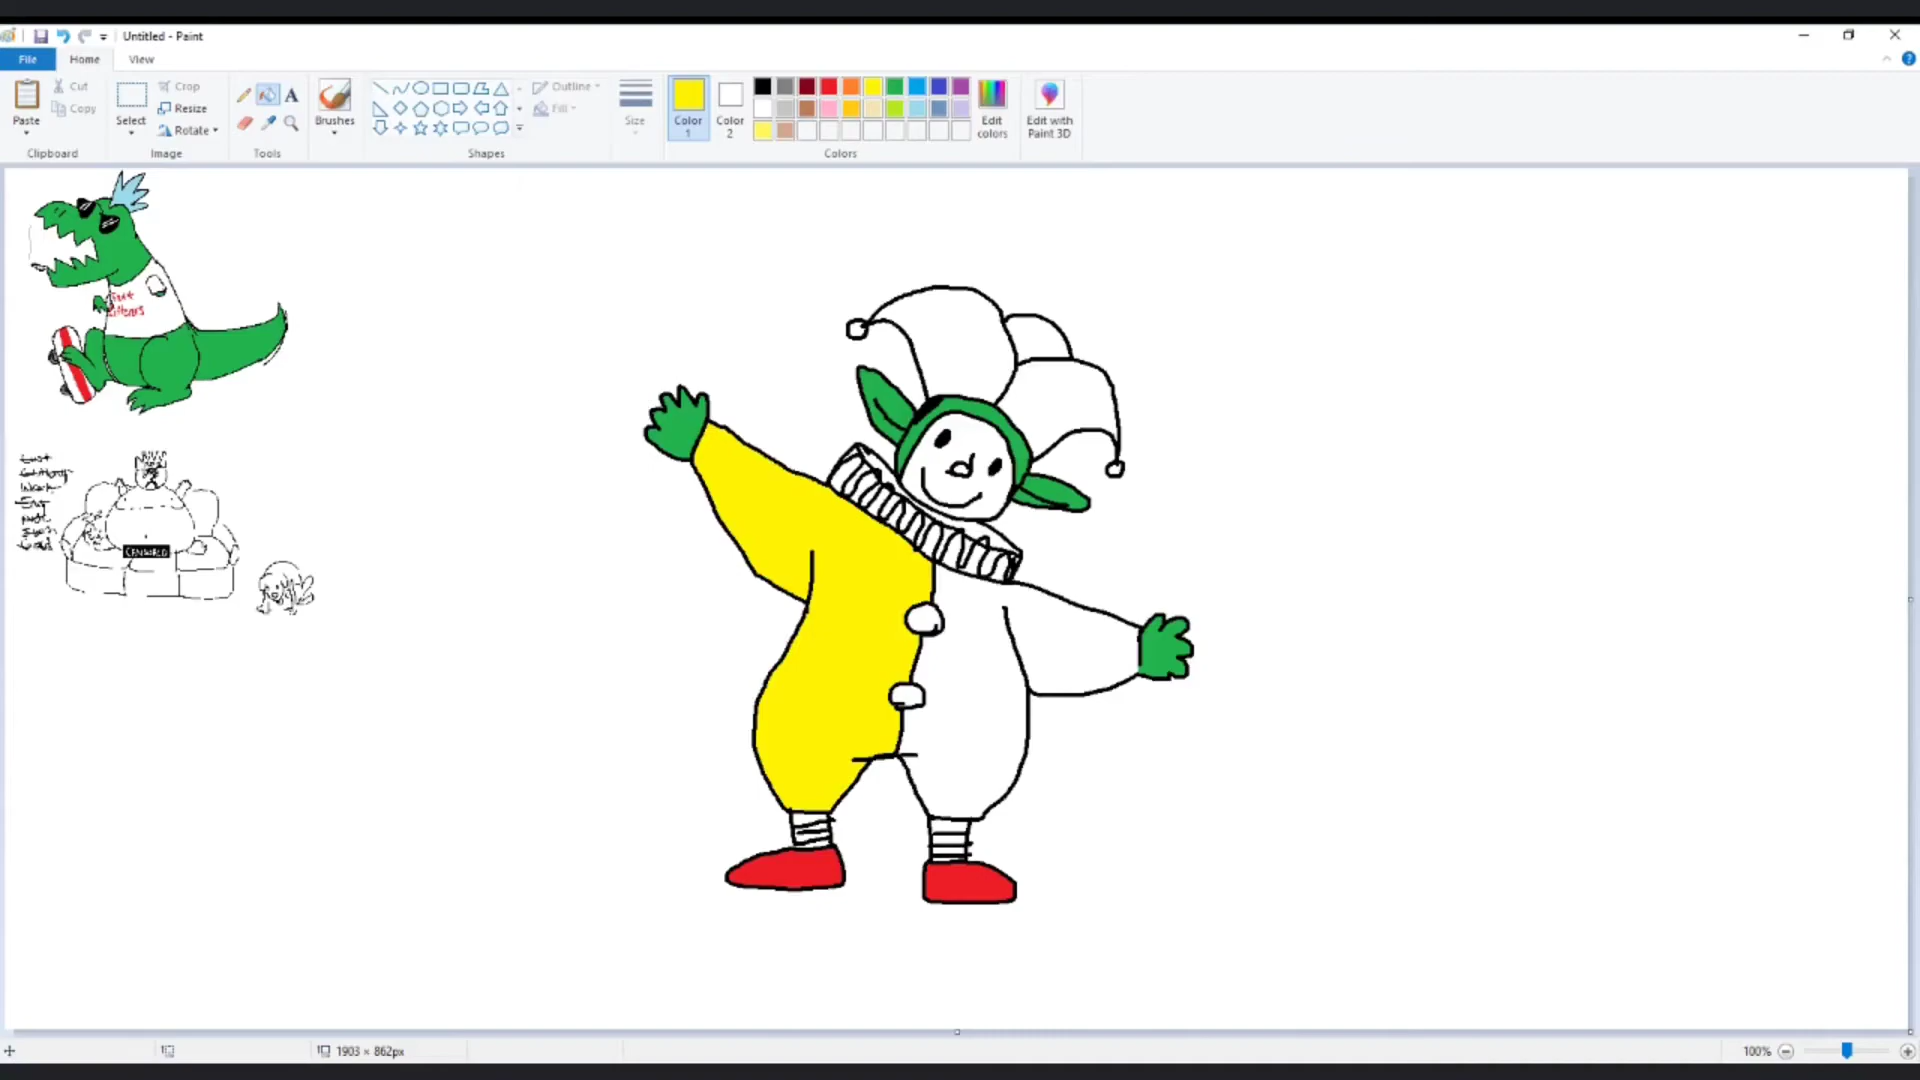 Untitled - Paint
File Home View
Paste
Cut
Copy
Clipboard
Select
Crop
Resize
Rotate
Image
Tools
Brushes
Shapes
Outline
Fill
Size
Color
1
Color
2
Edit
colors
Colors
Edit with
Paint 3D
CENSORED
1903 × 862px
100%